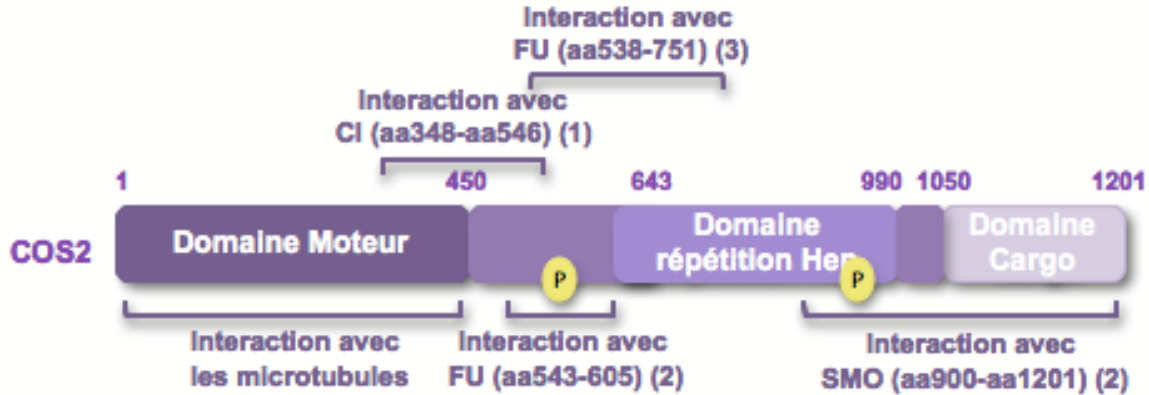 Interaction avec
FU (aa538-751) (3)
Interaction avec
CI (aa348-aa546) (1)
1 450 643 990 1050 1201
COS2
Domaine Moteur
Domaine
répétition Hep
Domaine
Cargo
P
P
Interaction avec
les microtubules
Interaction avec
FU (aa543-605) (2)
Interaction avec
SMO (aa900-aa1201) (2)